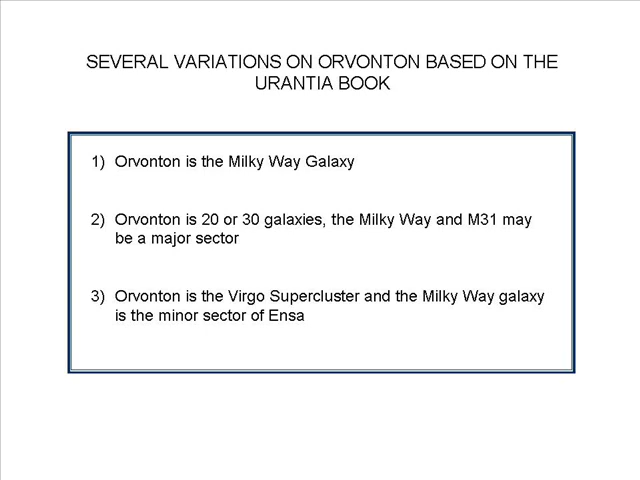 SEVERAL VARIATIONS ON ORVONTON BASED ON THE
URANTIA BOOK
1) Orvonton is the Milky Way Galaxy
2) Orvonton is 20 or 30 galaxies, the Milky Way and M31 may
be a major sector
3) Orvonton is the Virgo Supercluster and the Milky Way galaxy
is the minor sector of Ensa